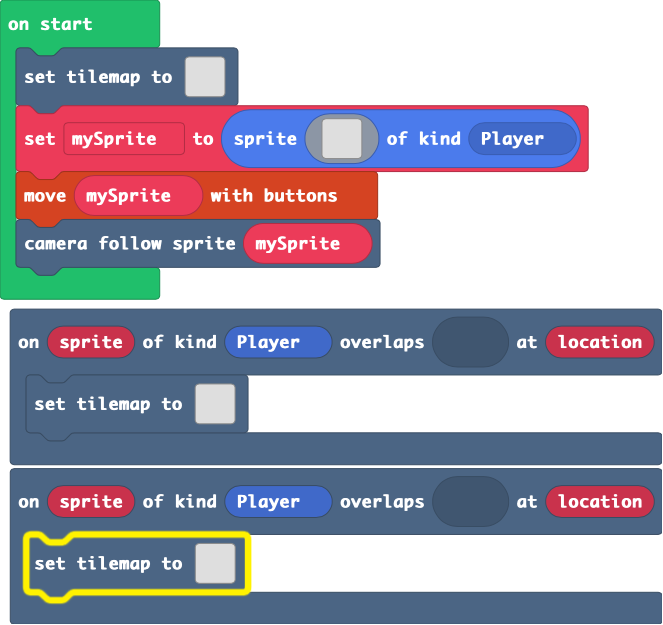 on start
set tilemap to
set mySprite to sprite of kind Player
move mySprite with buttons
camera follow sprite mySprite
on sprite of kind Player overlaps at location
set tilemap to
on sprite of kind Player overlaps at location
set tilemap to